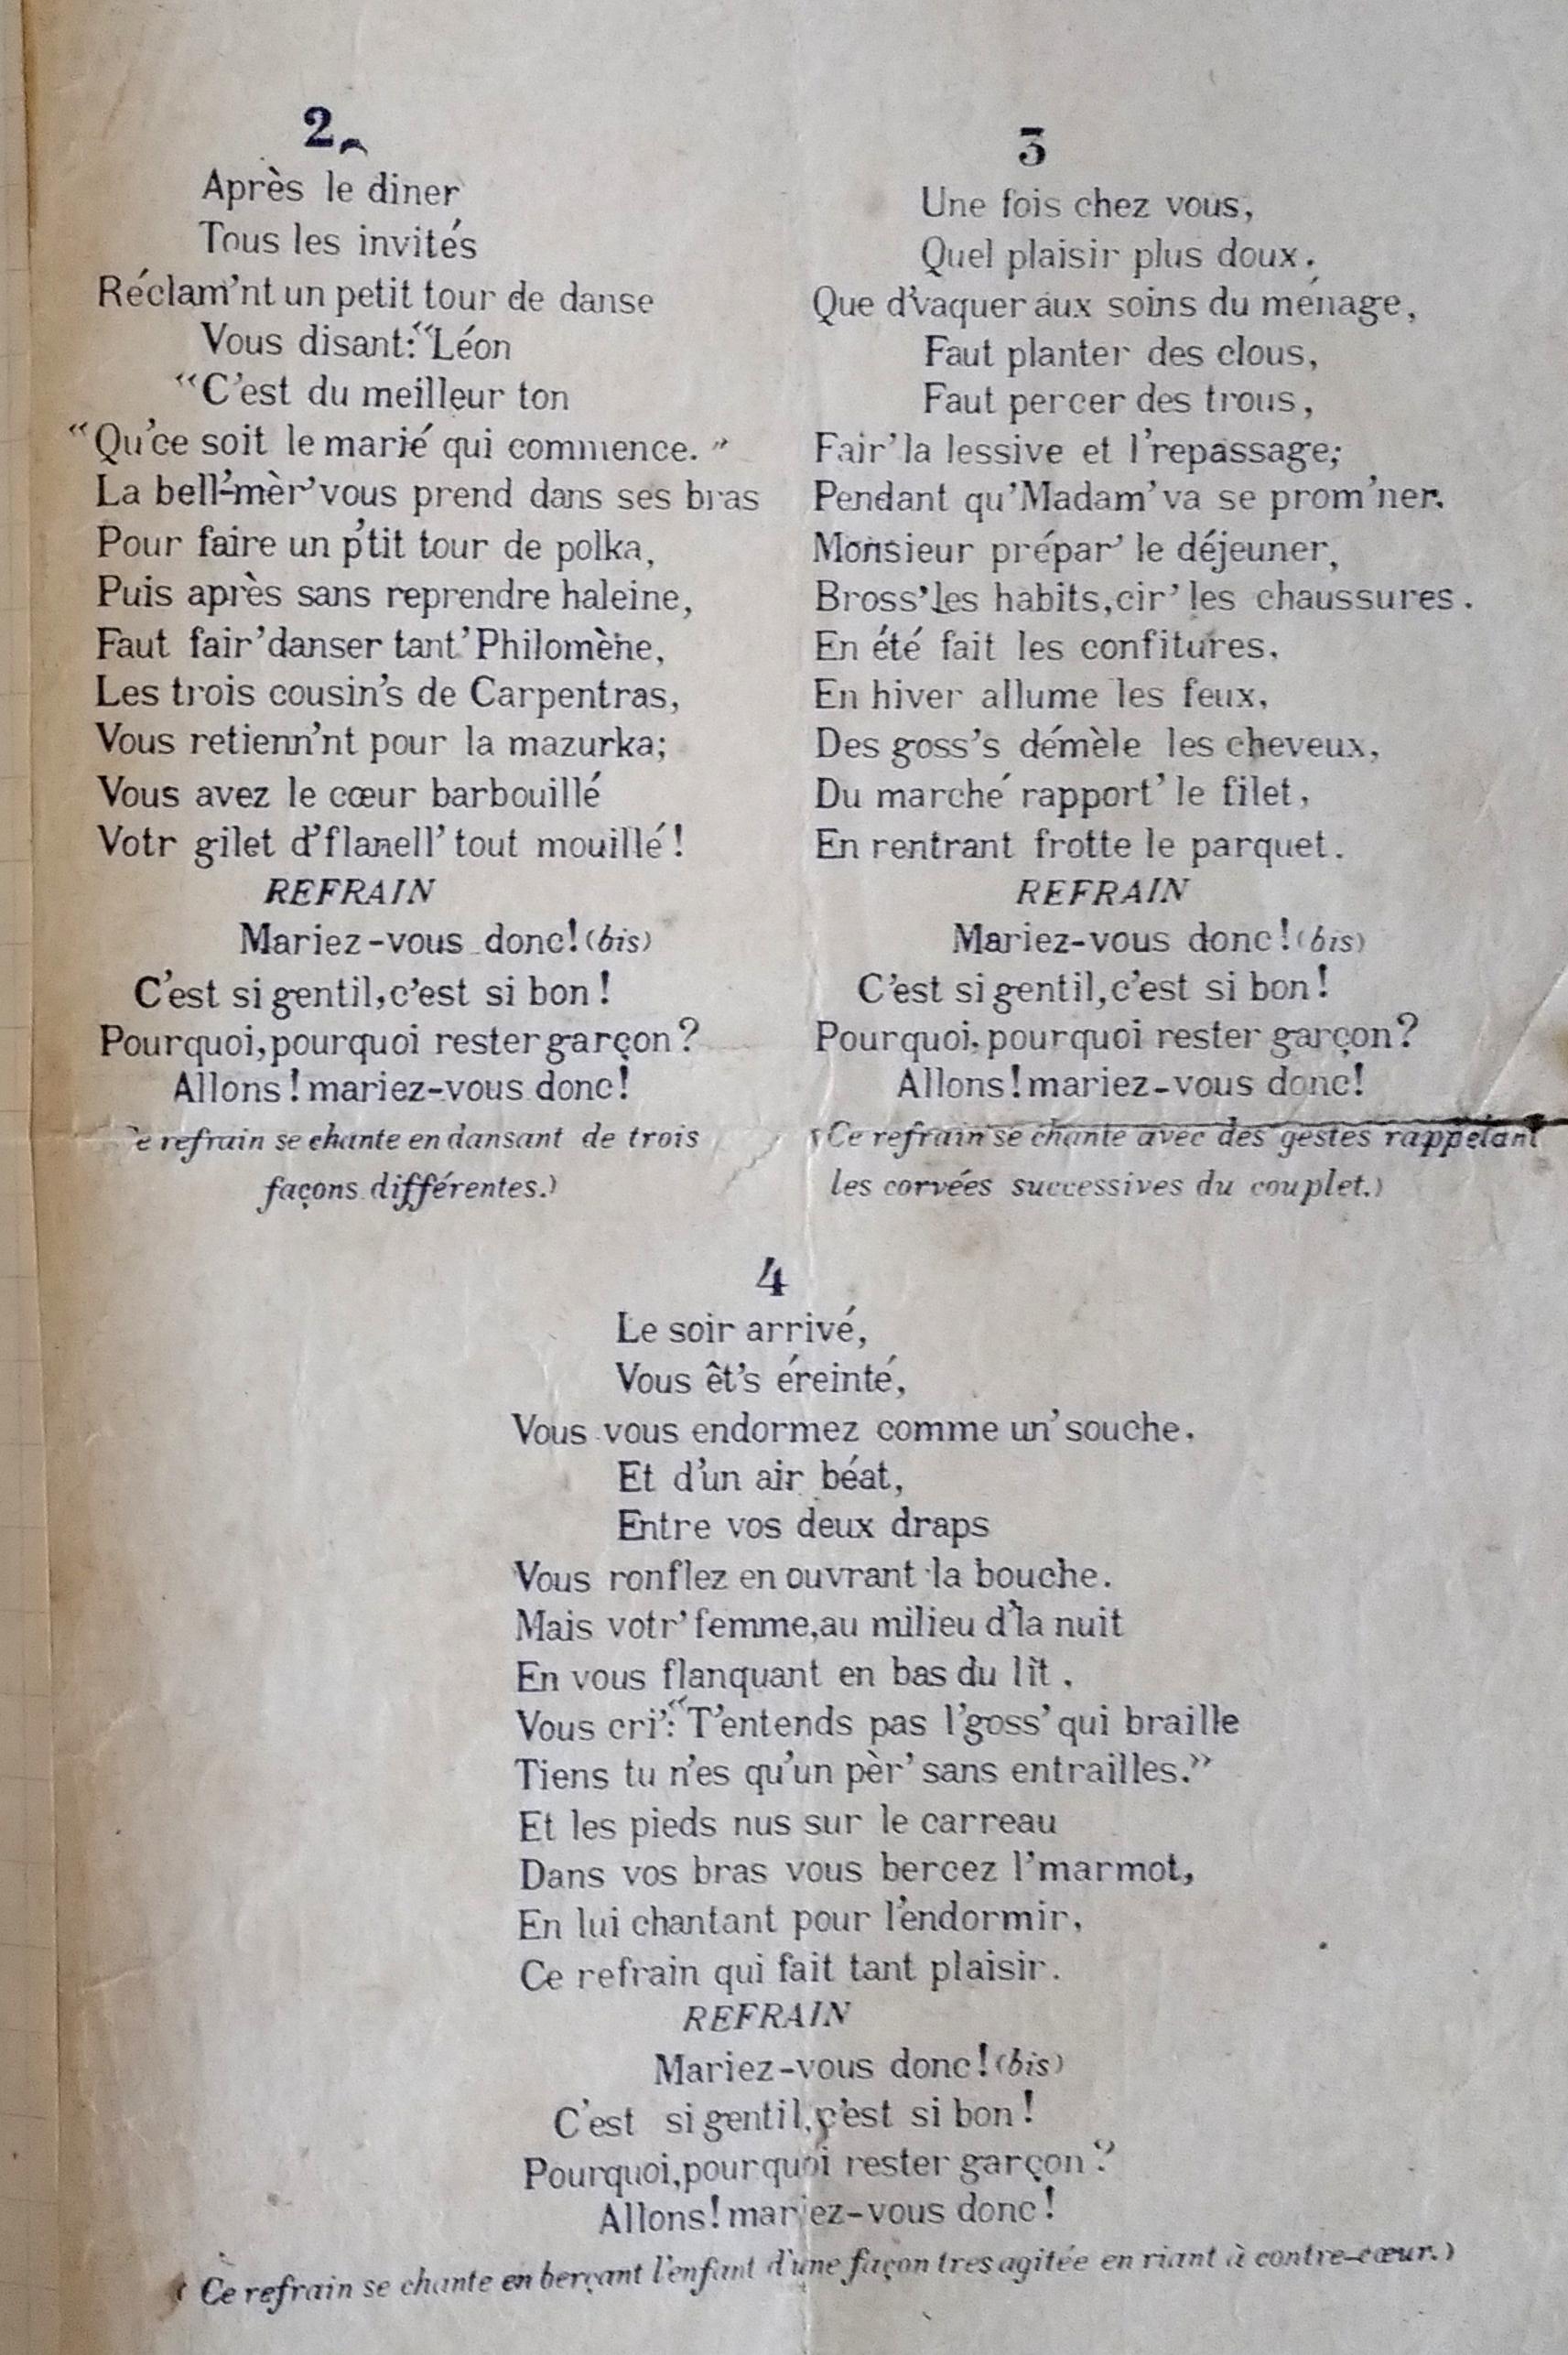 2
Après le diner
Tous les invités
Réclam'nt un petit tour de danse
Vous disant: “Léon
“C'est du meilleur ton
“Qu'ce soit le marié qui commence.”
La bell'-mèr' vous prend dans ses bras
Pour faire un p'tit tour de polka,
Puis après sans reprendre haleine,
Faut fair' danser tant' Philomène,
Les trois cousin's de Carpentras,
Vous retienn'nt pour la mazurka;
Vous avez le cœur barbouillé
Votr gilet d'flanell' tout mouillé!
REFRAIN
Mariez-vous donc! (bis)
C'est si gentil, c'est si bon!
Pourquoi, pourquoi rester garçon?
Allons! mariez-vous donc!
Ce refrain se chante en dansant de trois
façons différentes.)
3
Une fois chez vous,
Quel plaisir plus doux.
Que d'vaquer aux soins du ménage,
Faut planter des clous,
Faut percer des trous,
Fair' la lessive et l'repassage;
Pendant qu'Madam' va se prom'ner.
Monsieur prépar' le déjeuner,
Bross' les habits, cir' les chaussures.
En été fait les confitures,
En hiver allume les feux,
Des goss's démèle les cheveux,
Du marché rapport' le filet,
En rentrant frotte le parquet.
REFRAIN
Mariez-vous donc! (bis)
C'est si gentil, c'est si bon!
Pourquoi, pourquoi rester garçon?
Allons! mariez-vous donc!
(Ce refrain se chante avec des gestes rappelant
les corvées successives du couplet.)
4
Le soir arrivé,
Vous êt's éreinté,
Vous vous endormez comme un' souche.
Et d'un air béat,
Entre vos deux draps
Vous ronflez en ouvrant la bouche.
Mais votr' femme, au milieu d'la nuit
En vous flanquant en bas du lit,
Vous cri': “T'entends pas l'goss' qui braille
Tiens tu n'es qu'un pèr' sans entrailles.”
Et les pieds nus sur le carreau
Dans vos bras vous bercez l'marmot,
En lui chantant pour l'endormir,
Ce refrain qui fait tant plaisir.
REFRAIN
Mariez-vous donc! (bis)
C'est si gentil, c'est si bon!
Pourquoi, pourquoi rester garçon?
Allons! mariez-vous donc!
(Ce refrain se chante en berçant l'enfant d'une façon tres agitée en riant à contre-cœur.)